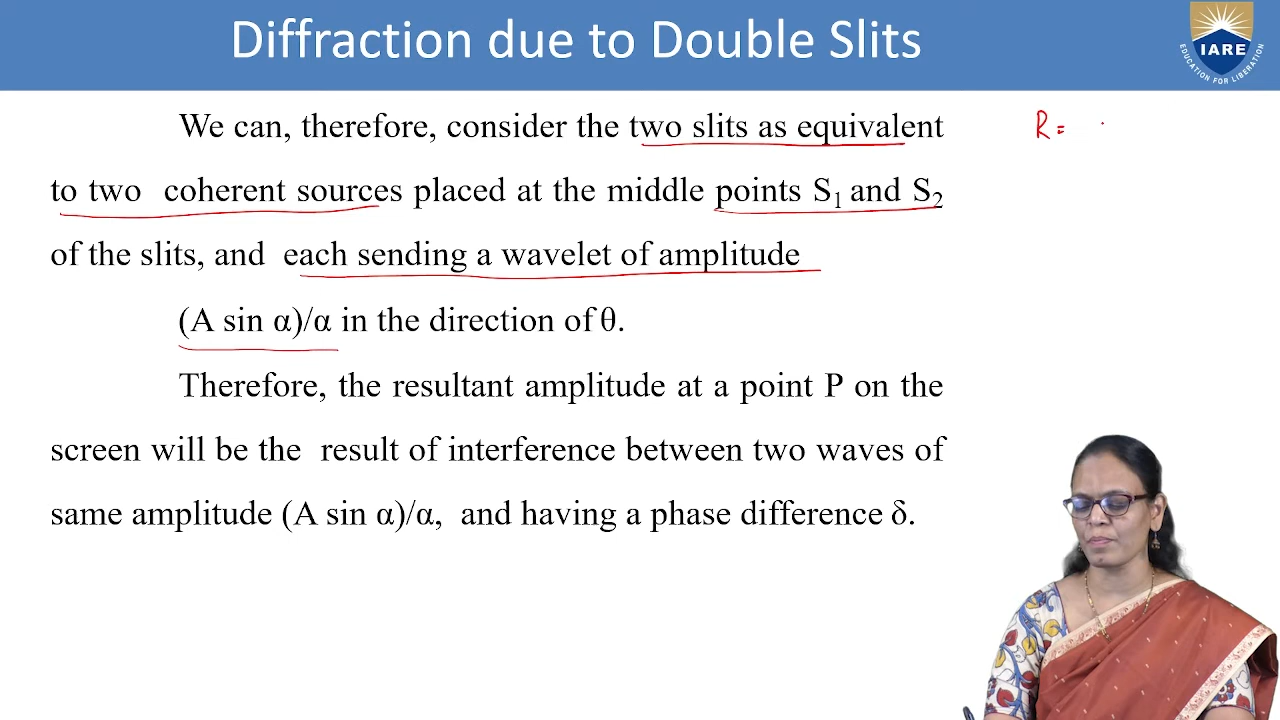 Diffraction due to Double Slits
IARE
EDUCATION FOR LIBERATION
We can, therefore, consider the two slits as equivalent
R=
to two coherent sources placed at the middle points S₁ and S₂
of the slits, and each sending a wavelet of amplitude
(A sin α)/α in the direction of θ.
Therefore, the resultant amplitude at a point P on the
screen will be the result of interference between two waves of
same amplitude (A sin α)/α, and having a phase difference δ.